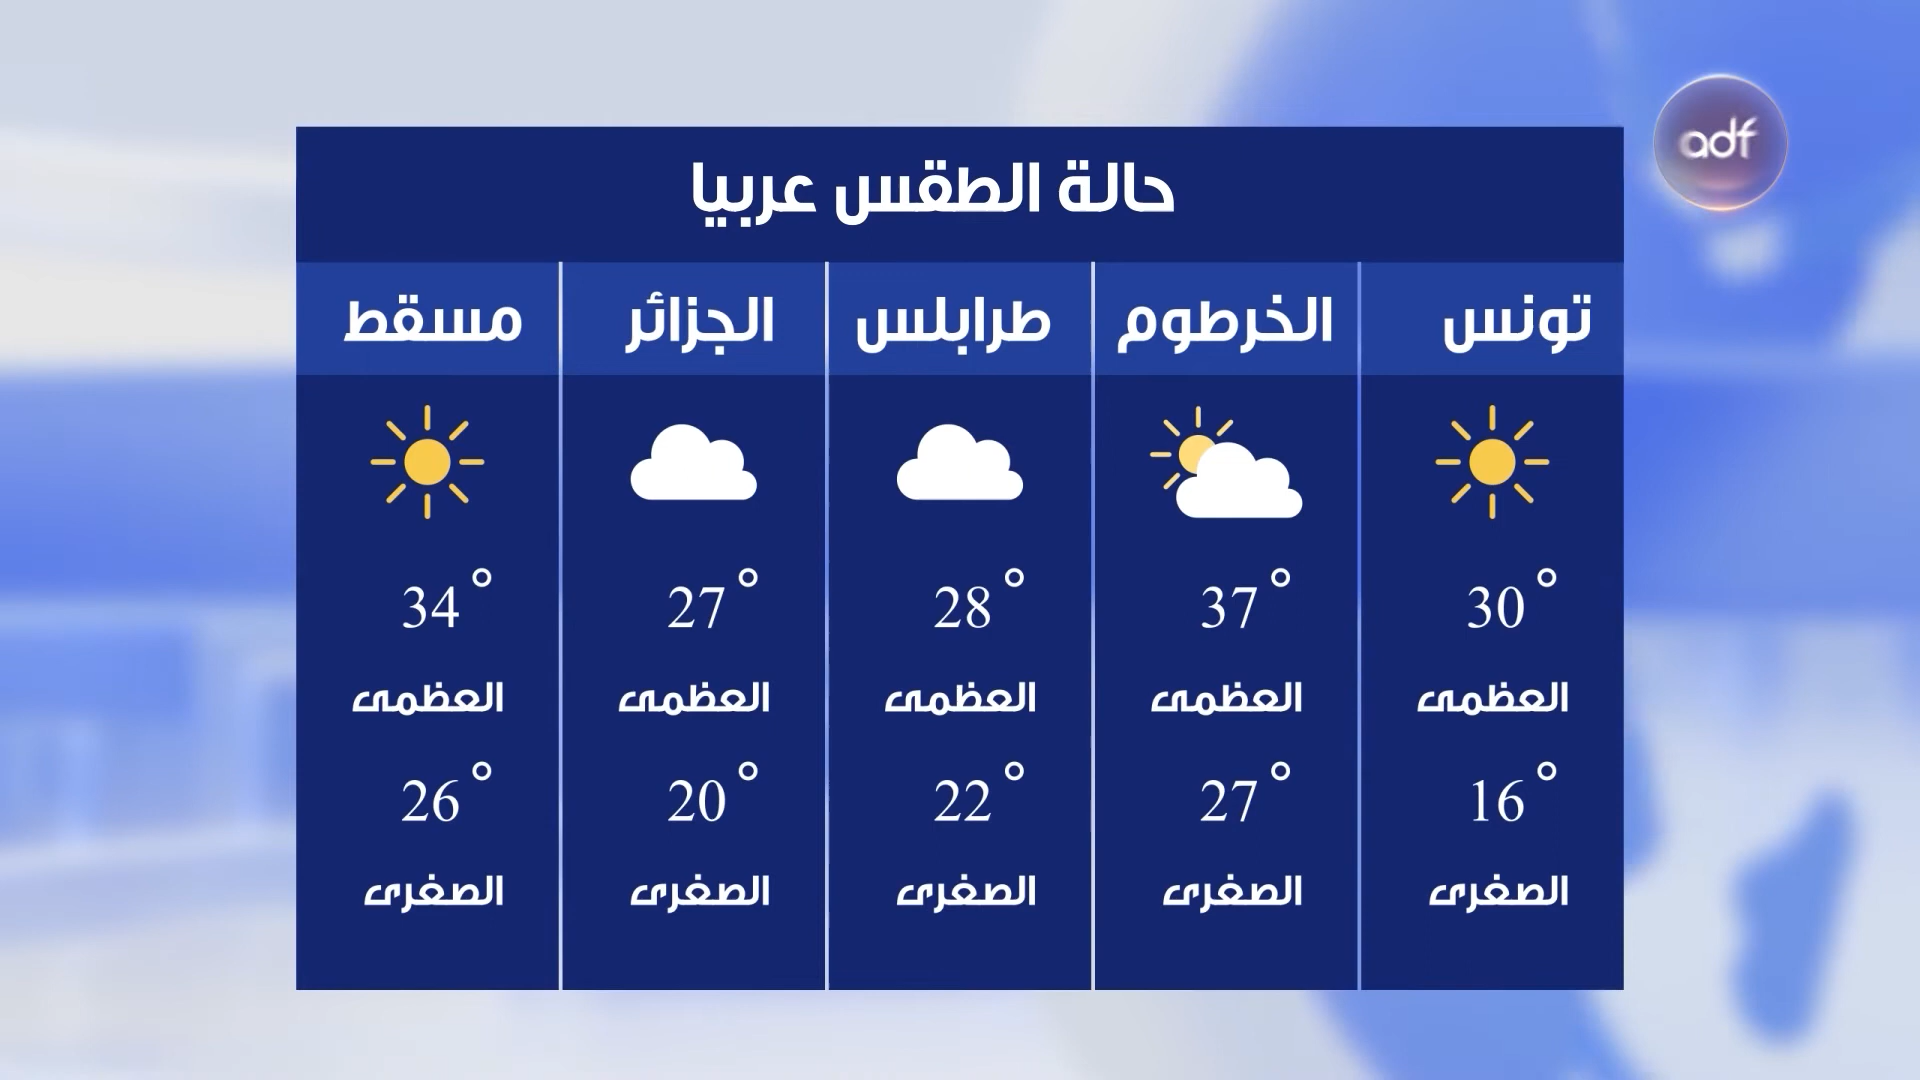 adf
حالة الطقس عربيا
تونس الخرطوم طرابلس الجزائر مسقط
30° 37° 28° 27° 34°
العظمى العظمى العظمى العظمى العظمى
16° 27° 22° 20° 26°
الصغرى الصغرى الصغرى الصغرى الصغرى